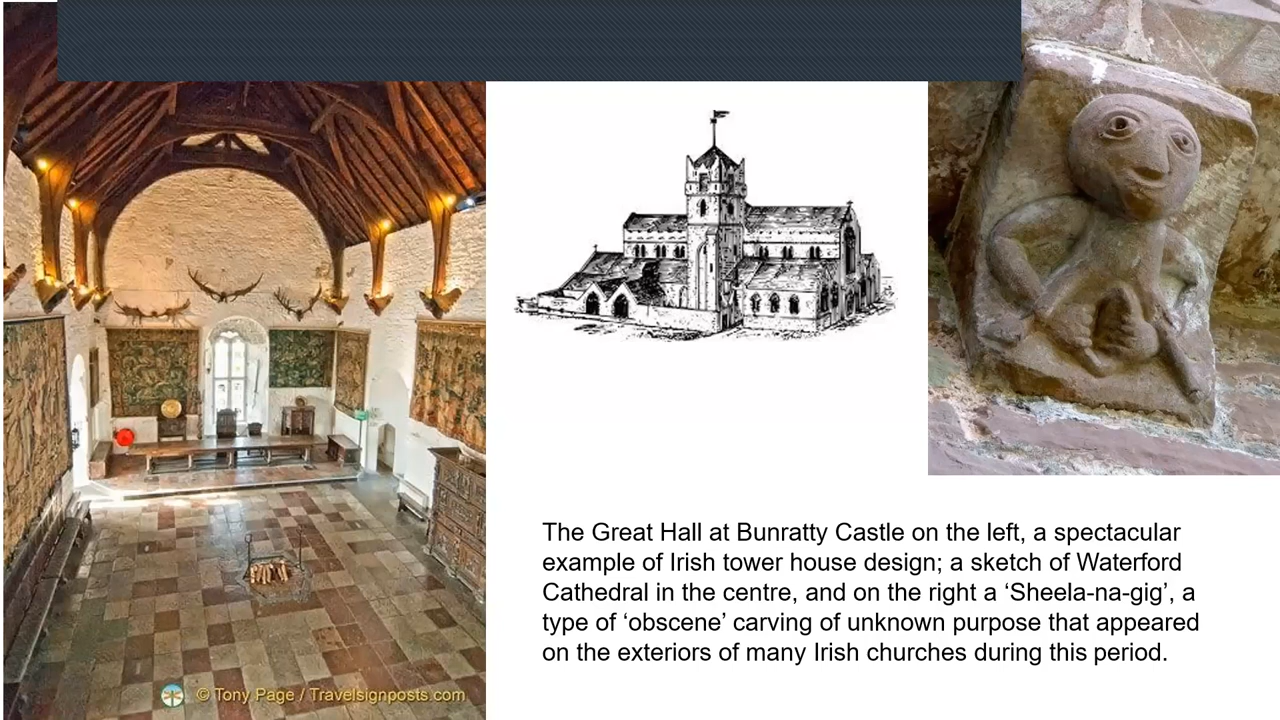 The Great Hall at Bunratty Castle on the left, a spectacular
example of Irish tower house design; a sketch of Waterford
Cathedral in the centre, and on the right a ‘Sheela-na-gig’, a
type of ‘obscene’ carving of unknown purpose that appeared
on the exteriors of many Irish churches during this period.
© Tony Page / Travelsignposts.com